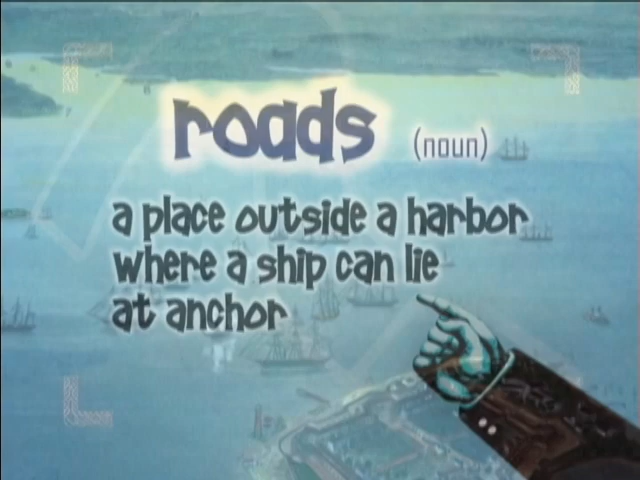 roads (noun)
a place outside a harbor
where a ship can lie
at anchor